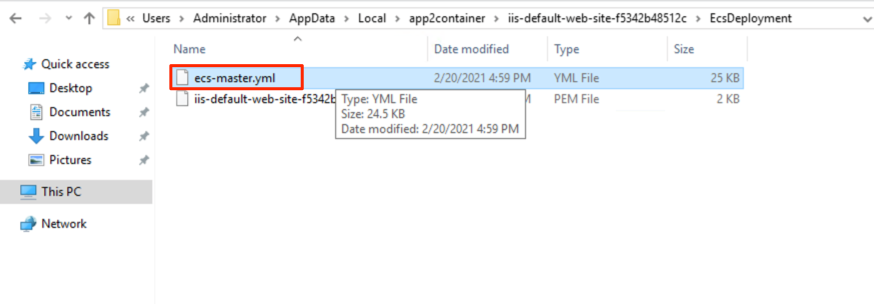 « Users > Administrator > AppData > Local > app2container > iis-default-web-site-f5342b48512c > EcsDeployment
Name Date modified Type Size
Quick access
Desktop
Documents
Downloads
Pictures
This PC
Network
ecs-master.yml 2/20/2021 4:59 PM YML File 25 KB
iis-default-web-site-f5342b M PEM File 2 KB
Type: YML File
Size: 24.5 KB
Date modified: 2/20/2021 4:59 PM